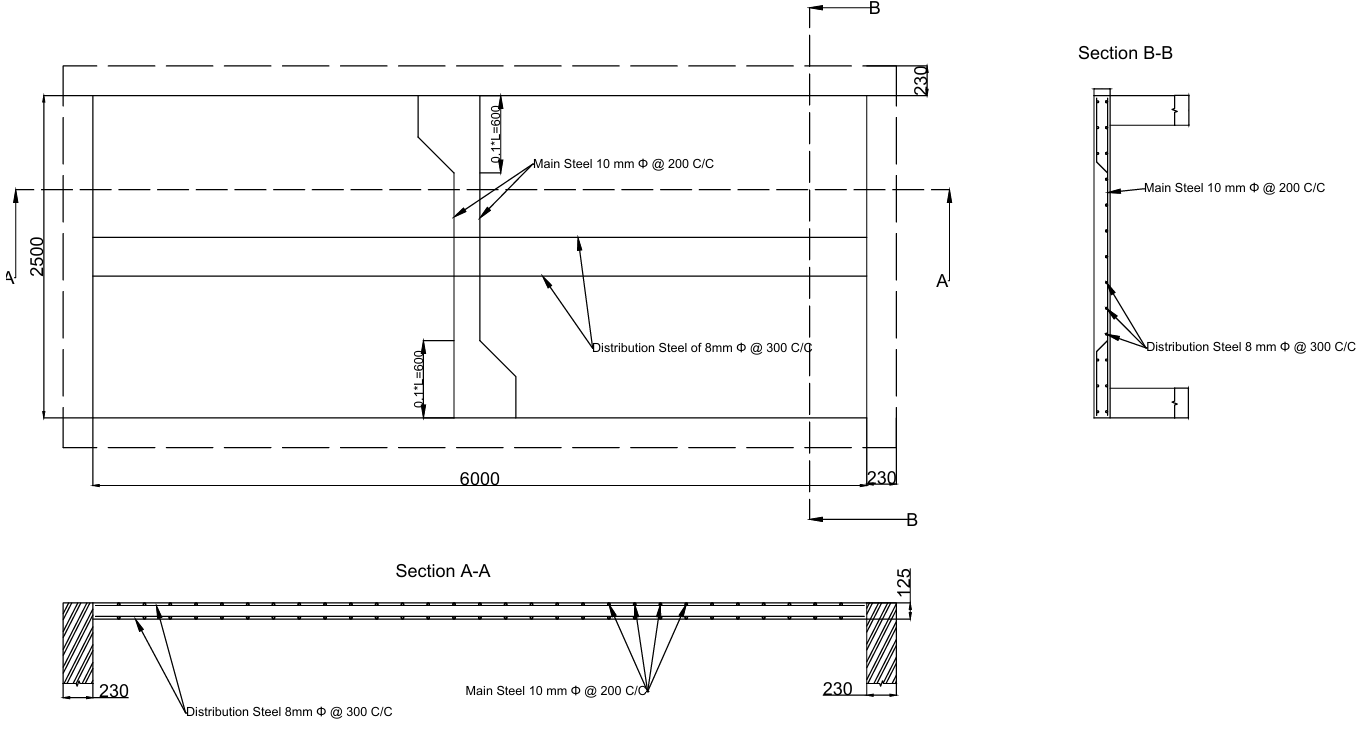 B
Section B-B
230
0.1*L=600
Main Steel 10 mm Φ @ 200 C/C
Main Steel 10 mm Φ @ 200 C/C
2500
A
A
Distribution Steel of 8mm Φ @ 300 C/C
Distribution Steel 8 mm Φ @ 300 C/C
0.1*L=600
6000
230
B
Section A-A
125
230
Main Steel 10 mm Φ @ 200 C/C
230
Distribution Steel 8mm Φ @ 300 C/C